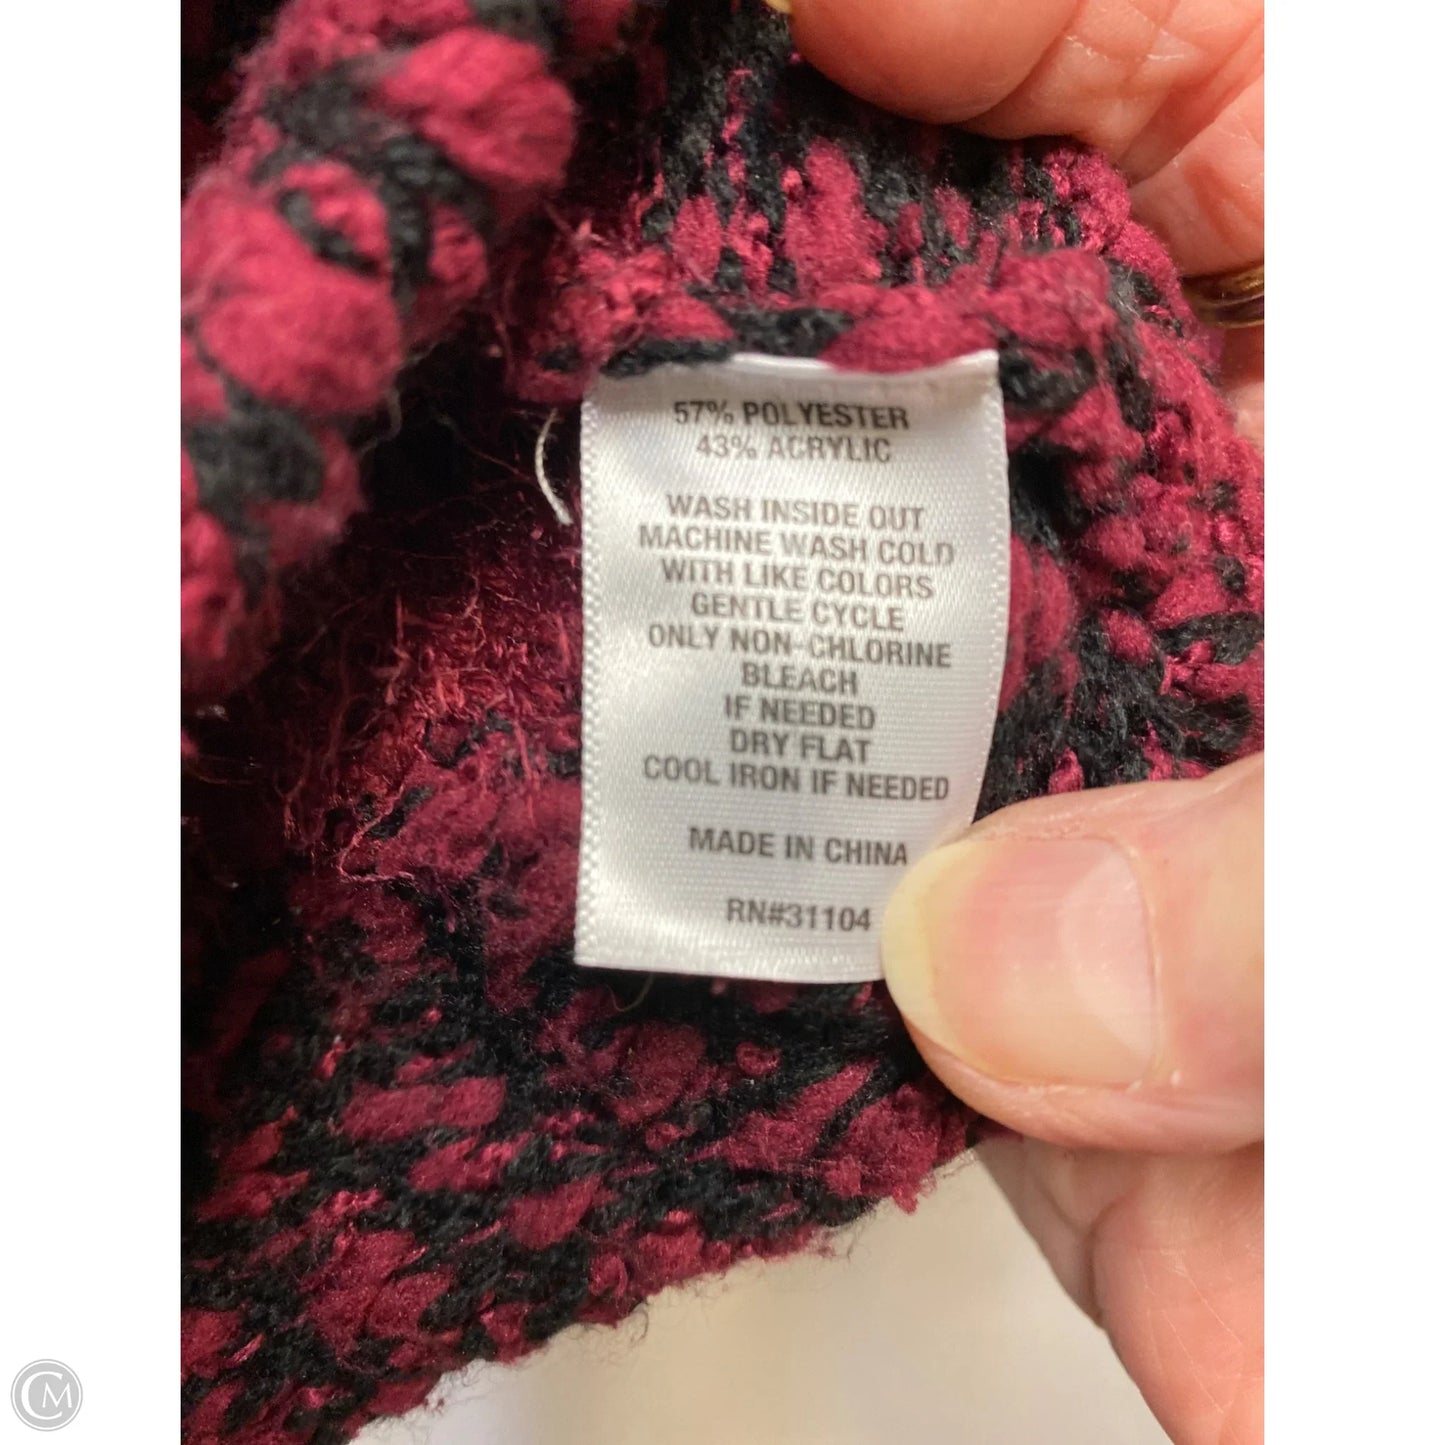 57% POLYESTER
43% ACRYLIC
WASH INSIDE OUT
MACHINE WASH COLD
WITH LIKE COLORS
GENTLE CYCLE
ONLY NON-CHLORINE
BLEACH
IF NEEDED
DRY FLAT
COOL IRON IF NEEDED
MADE IN CHINA
RN#31104
CM